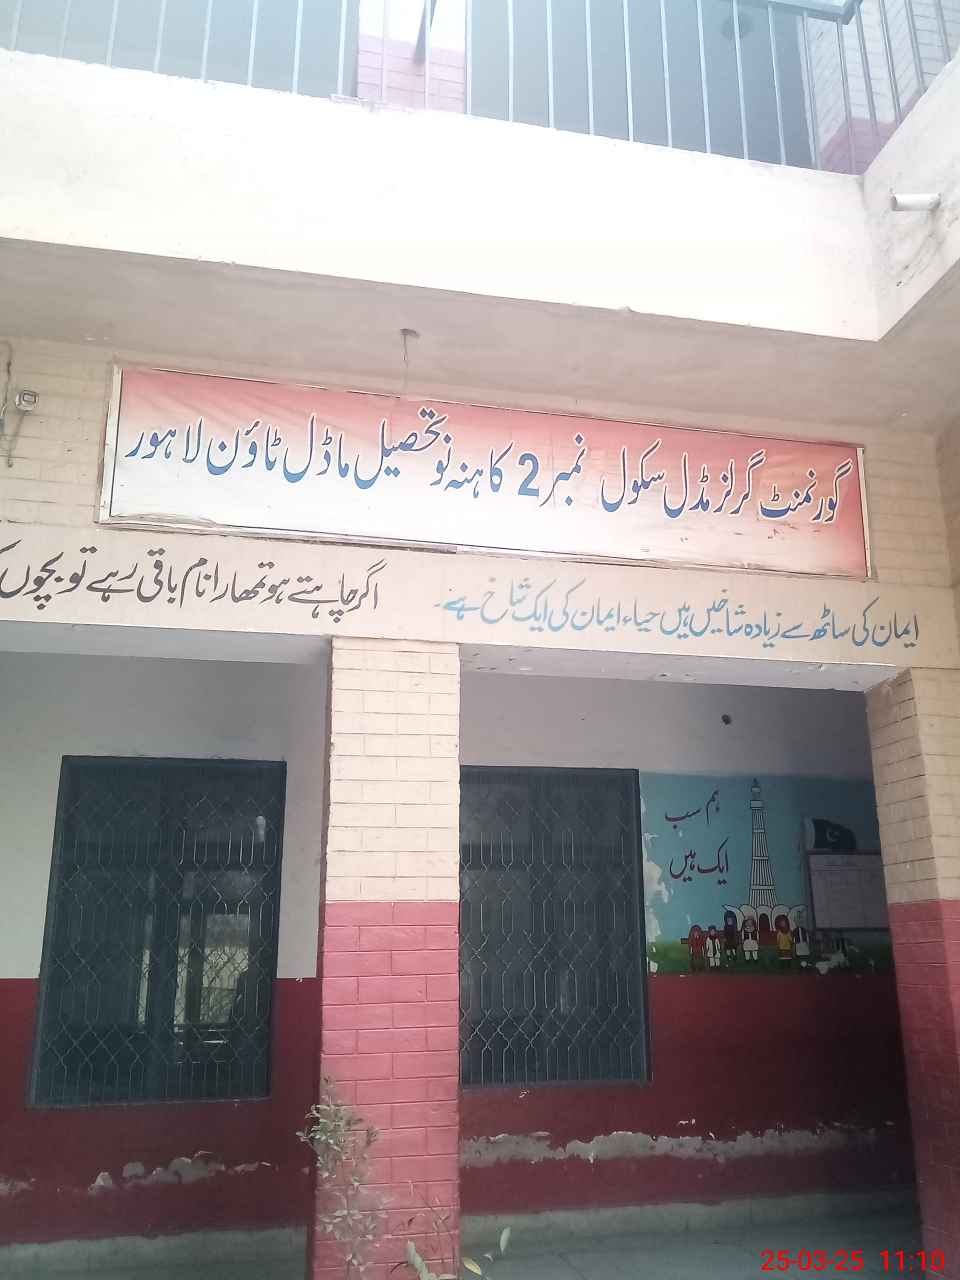 گورنمنٹ گرلز مڈل سکول نمبر 2 کاہنہ نو تحصیل ماڈل ٹاؤن لاہور
ایمان کی ساٹھ سے زیادہ شاخیں ہیں حیاء ایمان کی ایک شاخ ہے۔
اگر چاہتے ہو تمھارا نام باقی رہے تو بچوں
ہم سب
ایک ہیں
25-03-25 11:10